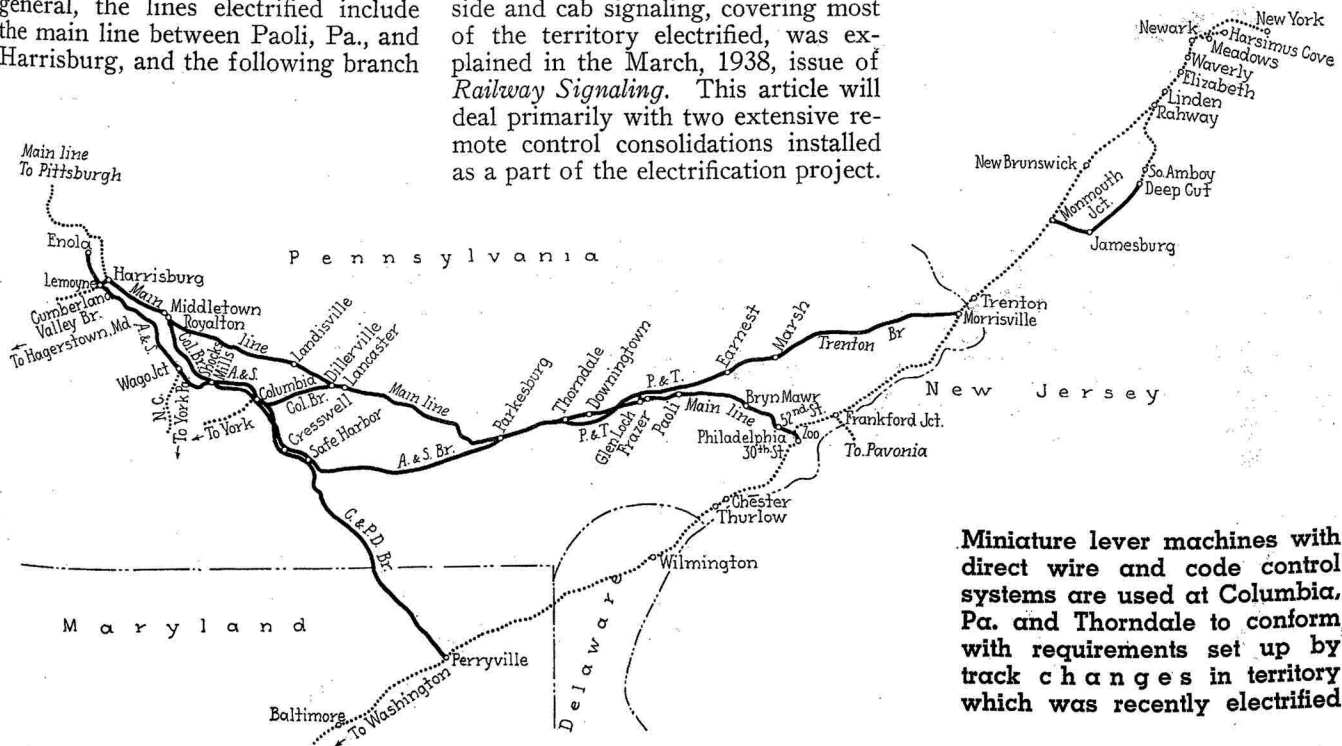 general, the lines electrified include
the main line between Paoli, Pa., and
Harrisburg, and the following branch
side and cab signaling, covering most
of the territory electrified, was ex-
plained in the March, 1938, issue of
Railway Signaling. This article will
deal primarily with two extensive re-
mote control consolidations installed
as a part of the electrification project.
Main line
To Pittsburgh
Enola
Lemoyne
Harrisburg
Cumberland
Valley Br.
To Hagerstown, Md.
Main
line
Middletown
Royalton
A.&S.
Col. Br.
Shocks
Mills
Wago Jct
N.C.
To York
To York
A.&S.
Columbia
Col. Br.
Landisville
Dillerville
Lancaster
Cresswell
Safe Harbor
Main line
A. & S. Br.
Parkesburg
Thorndale
Downingtown
P.&T.
P.&T.
Glen Loch
Frazer
Paoli
Earnest
Marsh
Trenton Br
Main line
Bryn Mawr
52nd St.
Zoo
Philadelphia
30th St.
Frankford Jct.
To Pavonia
Trenton
Morrisville
Pennsylvania
New Jersey
Newark
New York
Harsimus Cove
Meadows
Waverly
Elizabeth
Linden
Rahway
New Brunswick
So. Amboy
Deep Cut
Monmouth
Jct.
Jamesburg
Chester
Thurlow
Wilmington
C.&P.D. Br.
Maryland
Delaware
Perryville
Baltimore
To Washington
Miniature lever machines with
direct wire and code control
systems are used at Columbia,
Pa. and Thorndale to conform
with requirements set up by
track changes in territory
which was recently electrified